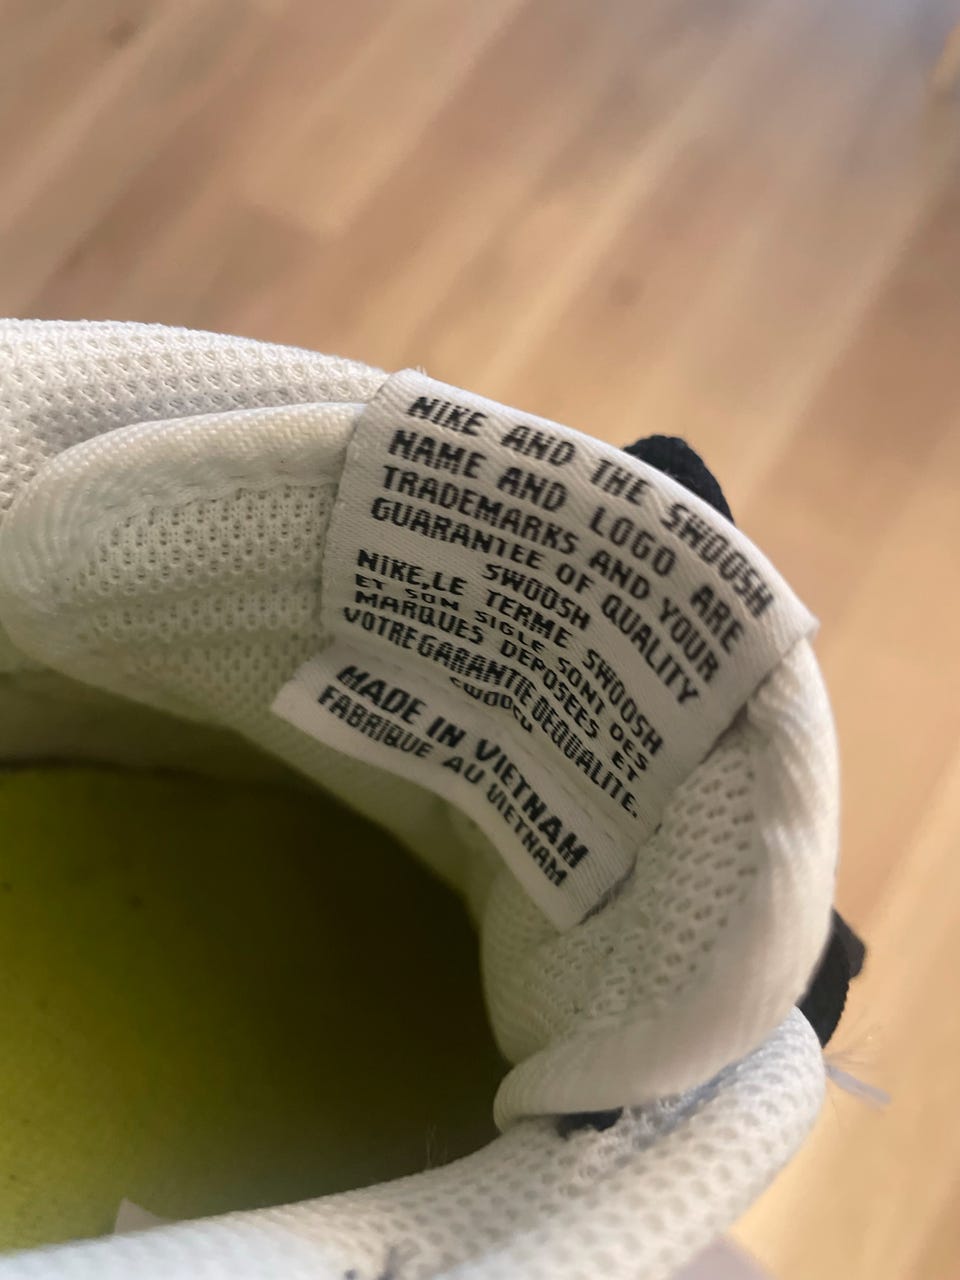 NIKE AND THE SWOOSH
NAME AND LOGO ARE
TRADEMARKS AND YOUR
GUARANTEE OF QUALITY
SWOOSH
NIKE,LE TERME SWOOSH
ET SON SIGLE SONT DES
MARQUES DEPOSEES ET
VOTRE GARANTIE DE QUALITE.
SWOOSH
MADE IN VIETNAM
FABRIQUE AU VIETNAM